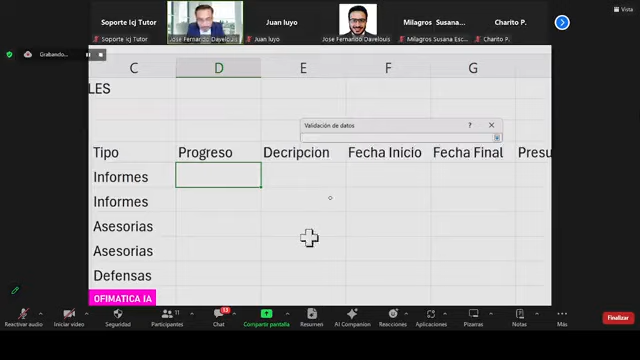 Vista
Soporte Icj Tutor
Juan luyo
Milagros Susana...
Charito P.
Soporte Icj Tutor
Jose Fernando Davelouis
Juan luyo
Jose Fernando Davelouis
Milagros Susana Esc...
Charito P.
Grabando...
C D E F G
LES
Validación de datos ?
Tipo Progreso Decripcion Fecha Inicio Fecha Final Presu
Informes
Informes
Asesorias
Asesorias
Defensas
OFIMATICA IA
11
13
Reactivar audio Iniciar video Seguridad Participantes Chat Compartir pantalla Resumen AI Companion Reacciones Aplicaciones Pizarras Notas Más
Finalizar